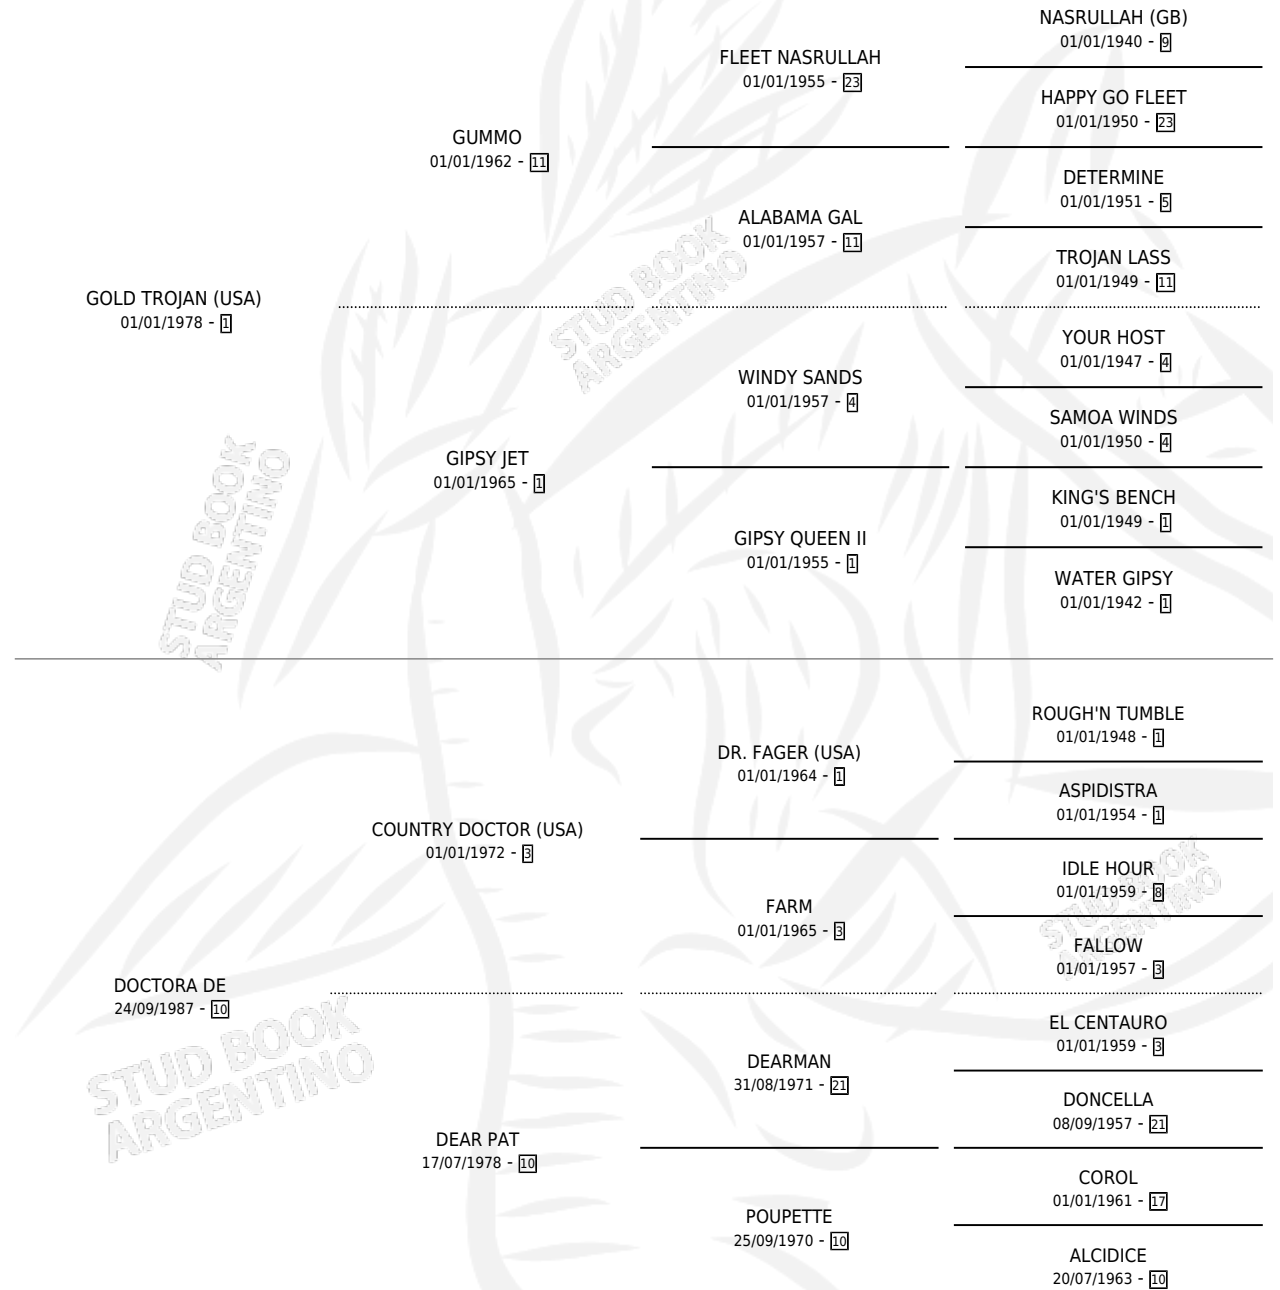 NASRULLAH (GB)
01/01/1940 - 9
FLEET NASRULLAH
01/01/1955 - 23
HAPPY GO FLEET
01/01/1950 - 23
GUMMO
01/01/1962 - 11
DETERMINE
01/01/1951 - 5
ALABAMA GAL
01/01/1957 - 11
TROJAN LASS
01/01/1949 - 11
GOLD TROJAN (USA)
01/01/1978 - 1
STUD BOOK
ARGENTINO
YOUR HOST
01/01/1947 - 4
WINDY SANDS
01/01/1957 - 4
SAMOA WINDS
01/01/1950 - 4
GIPSY JET
01/01/1965 - 1
KING'S BENCH
01/01/1949 - 1
GIPSY QUEEN II
01/01/1955 - 1
WATER GIPSY
01/01/1942 - 1
STUD BOOK
ARGENTINO
ROUGH'N TUMBLE
01/01/1948 - 1
DR. FAGER (USA)
01/01/1964 - 1
ASPIDISTRA
01/01/1954 - 1
COUNTRY DOCTOR (USA)
01/01/1972 - 3
IDLE HOUR
01/01/1959 - 8
FARM
01/01/1965 - 3
FALLOW
01/01/1957 - 3
STUD BOOK
ARGENTINO
DOCTORA DE
24/09/1987 - 10
EL CENTAURO
01/01/1959 - 3
DEARMAN
31/08/1971 - 21
DONCELLA
08/09/1957 - 21
STUD BOOK
ARGENTINO
DEAR PAT
17/07/1978 - 10
COROL
01/01/1961 - 17
POUPETTE
25/09/1970 - 10
ALCIDICE
20/07/1963 - 10